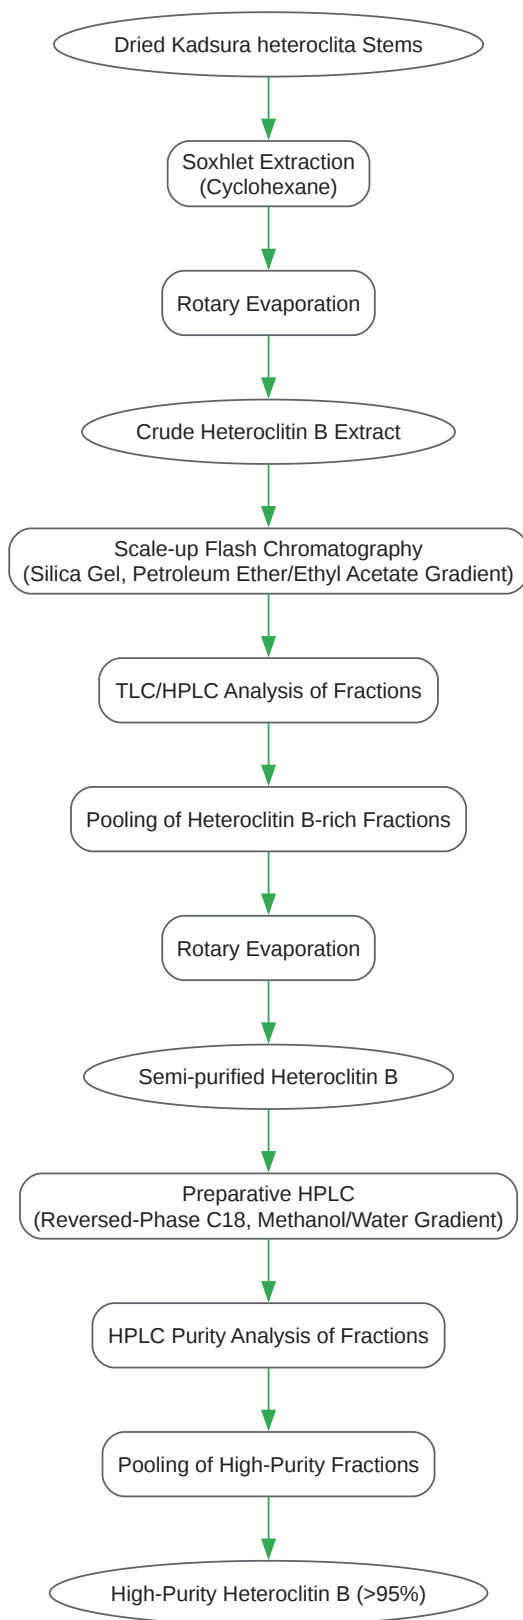 Dried Kadsura heteroclita Stems
Soxhlet Extraction
(Cyclohexane)
Rotary Evaporation
Crude Heteroclitin B Extract
Scale-up Flash Chromatography
(Silica Gel, Petroleum Ether/Ethyl Acetate Gradient)
TLC/HPLC Analysis of Fractions
Pooling of Heteroclitin B-rich Fractions
Rotary Evaporation
Semi-purified Heteroclitin B
Preparative HPLC
(Reversed-Phase C18, Methanol/Water Gradient)
HPLC Purity Analysis of Fractions
Pooling of High-Purity Fractions
High-Purity Heteroclitin B (>95%)